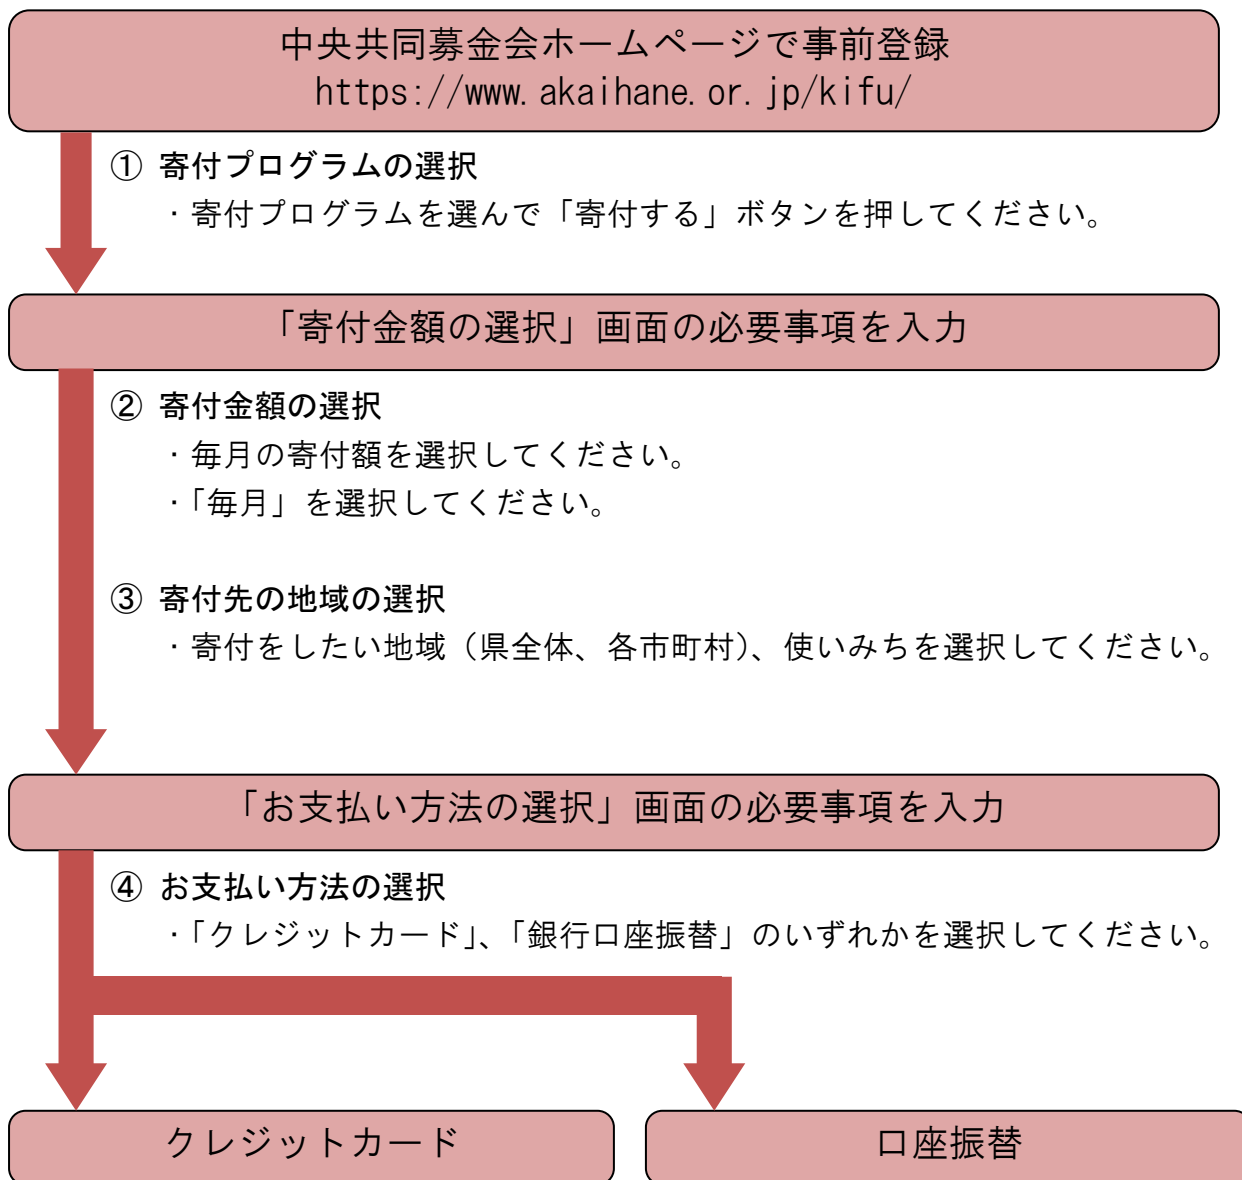 中央共同募金会ホームページで事前登録
https://www.akaihane.or.jp/kifu/
① 寄付プログラムの選択
・寄付プログラムを選んで「寄付する」ボタンを押してください。
「寄付金額の選択」画面の必要事項を入力
② 寄付金額の選択
・毎月の寄付額を選択してください。
・「毎月」を選択してください。
③ 寄付先の地域の選択
・寄付をしたい地域（県全体、各市町村）、使いみちを選択してください。
「お支払い方法の選択」画面の必要事項を入力
④ お支払い方法の選択
・「クレジットカード」、「銀行口座振替」のいずれかを選択してください。
クレジットカード
口座振替